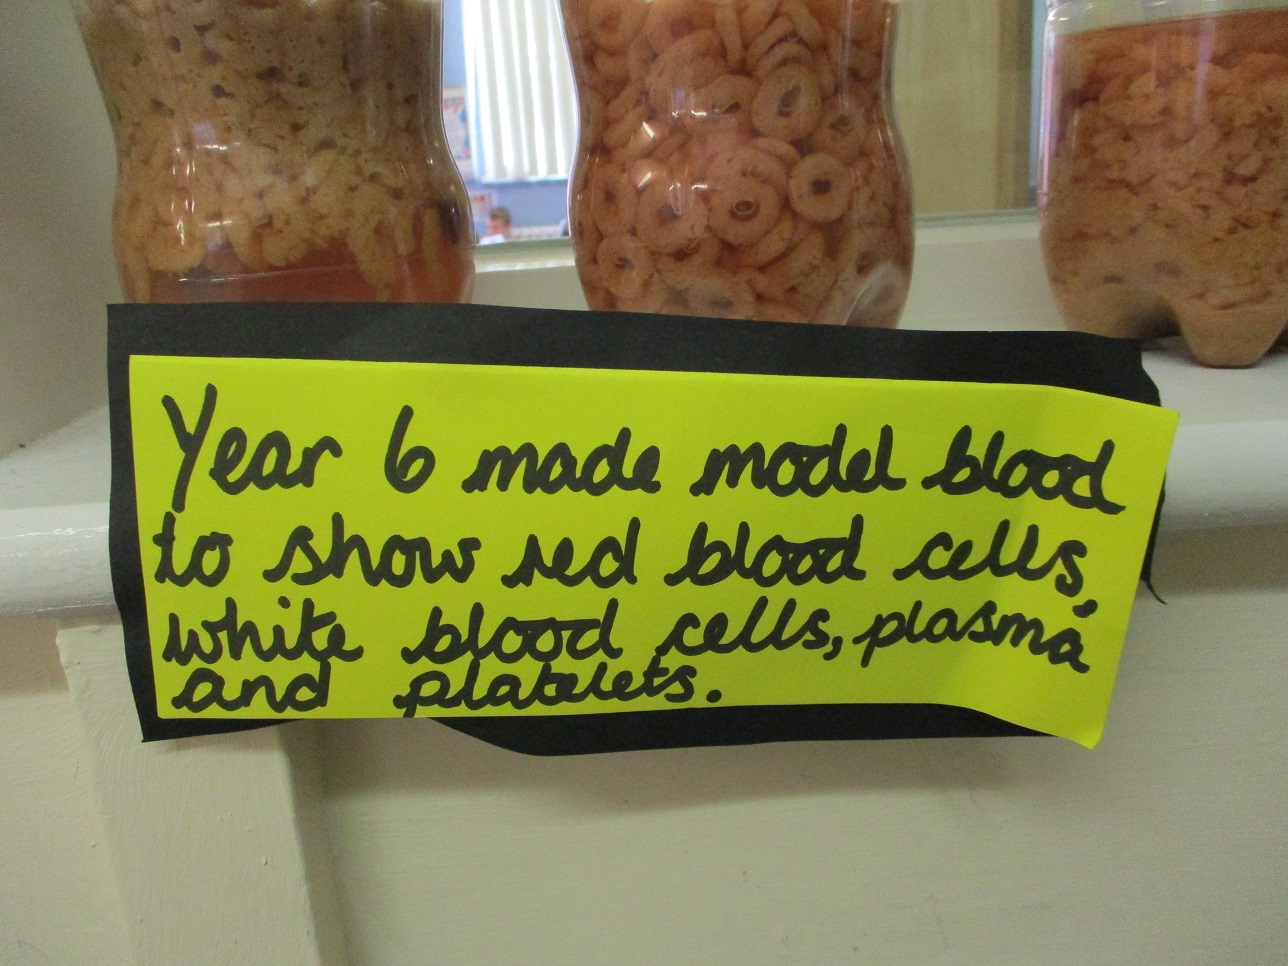 Year 6 made model blood
to show red blood cells,
white blood cells, plasma
and platelets.